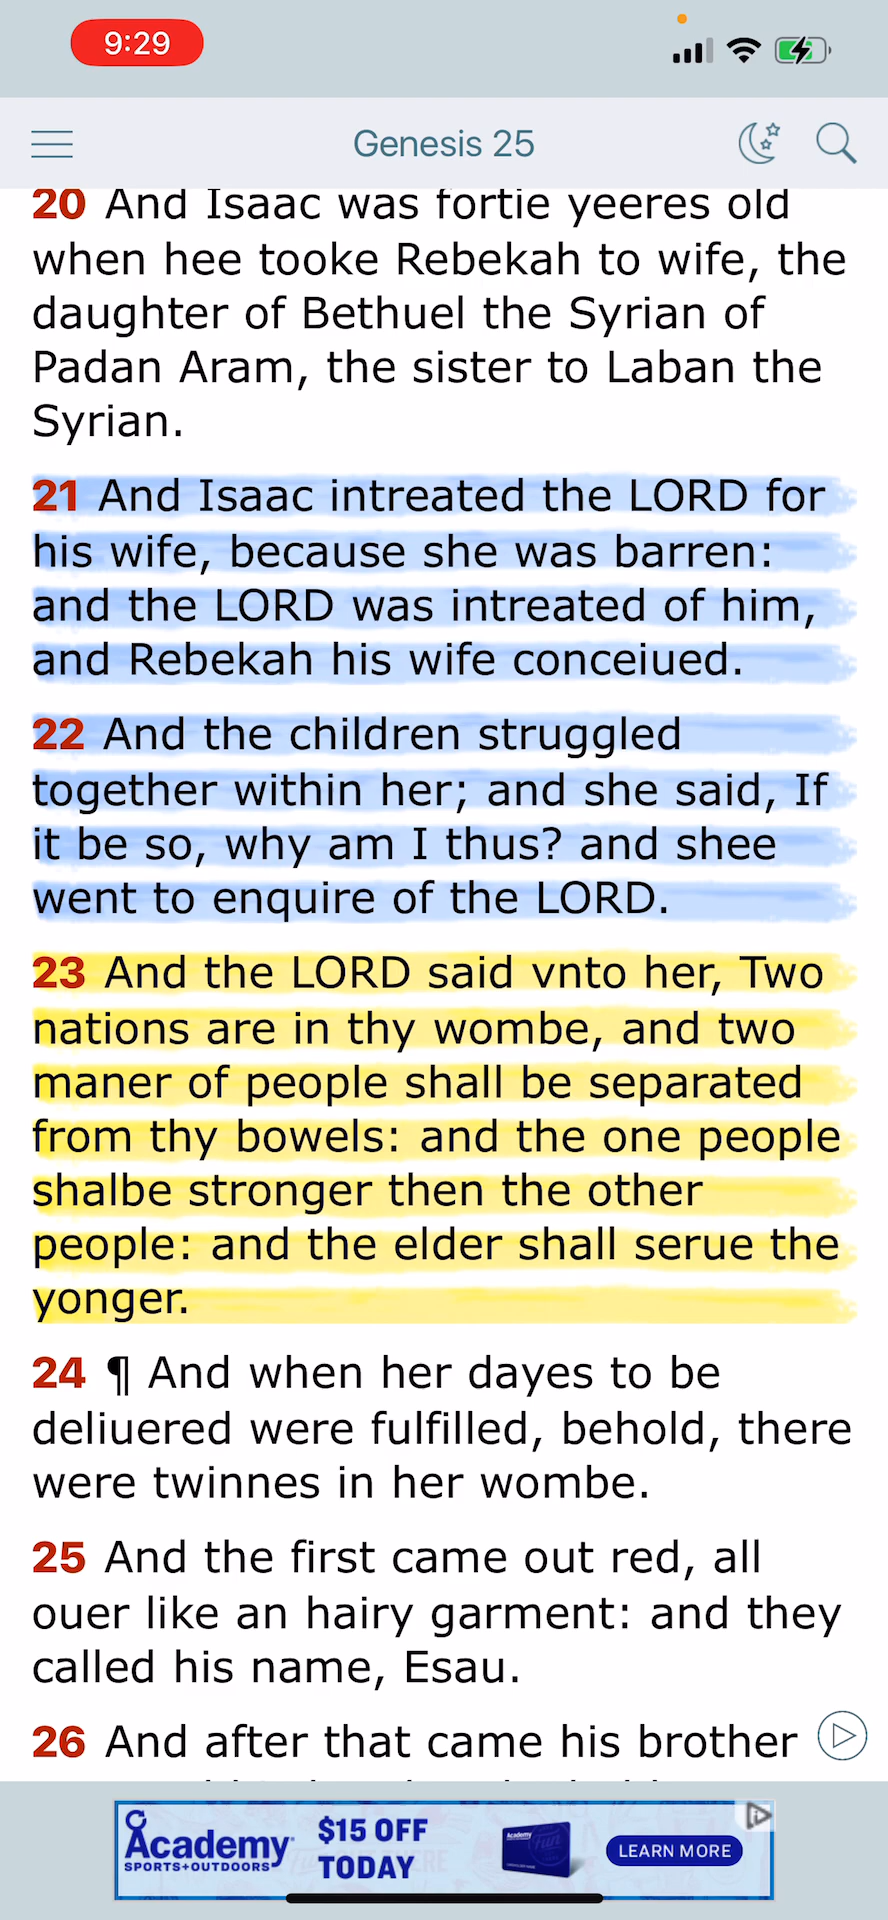 9:29
Genesis 25
20 And Isaac was fortie yeeres old
when hee tooke Rebekah to wife, the
daughter of Bethuel the Syrian of
Padan Aram, the sister to Laban the
Syrian.
21 And Isaac intreated the LORD for
his wife, because she was barren:
and the LORD was intreated of him,
and Rebekah his wife conceiued.
22 And the children struggled
together within her; and she said, If
it be so, why am I thus? and shee
went to enquire of the LORD.
23 And the LORD said vnto her, Two
nations are in thy wombe, and two
maner of people shall be separated
from thy bowels: and the one people
shalbe stronger then the other
people: and the elder shall serue the
yonger.
24 ¶ And when her dayes to be
deliuered were fulfilled, behold, there
were twinnes in her wombe.
25 And the first came out red, all
ouer like an hairy garment: and they
called his name, Esau.
26 And after that came his brother
Academy
SPORTS+OUTDOORS
$15 OFF
TODAY
Academy
LEARN MORE